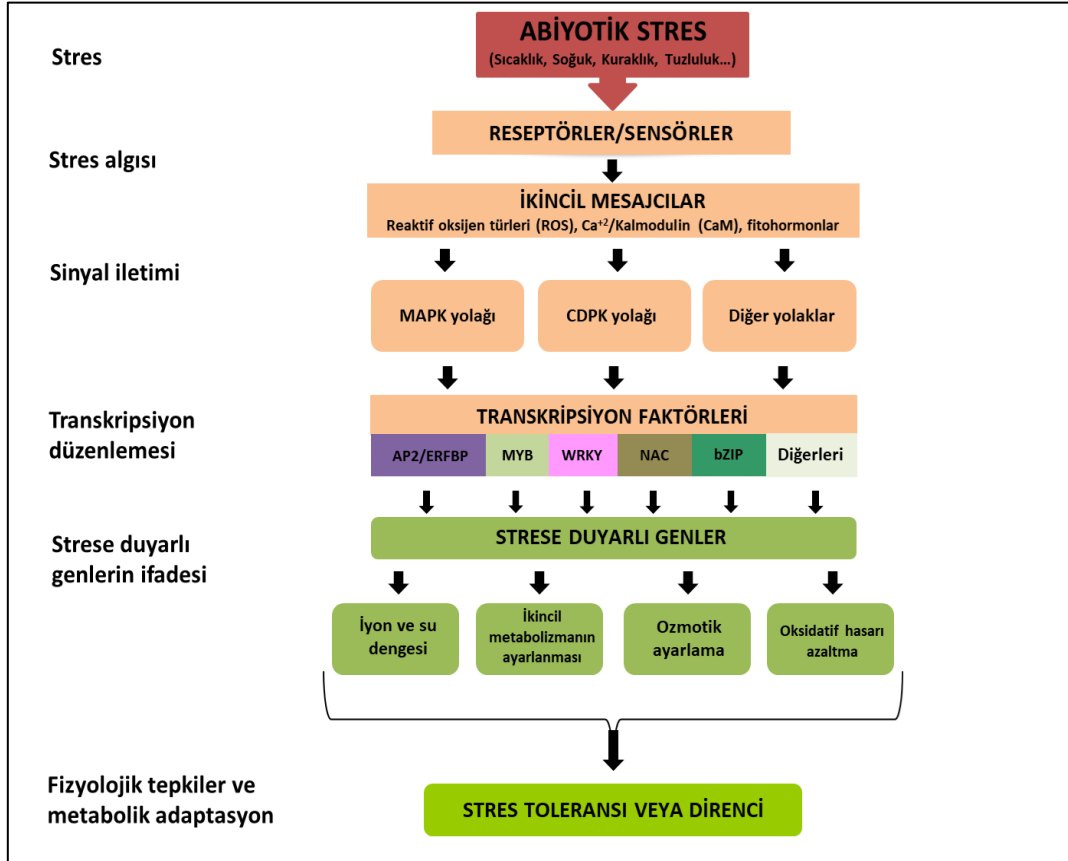 Stres
ABİYOTİK STRES
(Sıcaklık, Soğuk, Kuraklık, Tuzluluk...)
Stres algısı
RESEPTÖRLER/SENSÖRLER
İKİNCİL MESAJCILAR
Reaktif oksijen türleri (ROS), Ca⁺²/Kalmodulin (CaM), fitohormonlar
Sinyal iletimi
MAPK yolağı
CDPK yolağı
Diğer yolaklar
Transkripsiyon
düzenlemesi
TRANSKRİPSİYON FAKTÖRLERİ
AP2/ERFBP
MYB
WRKY
NAC
bZIP
Diğerleri
Strese duyarlı
genlerin ifadesi
STRESE DUYARLI GENLER
İyon ve su
dengesi
İkincil
metabolizmanın
ayarlanması
Ozmotik
ayarlama
Oksidatif hasarı
azaltma
Fizyolojik tepkiler ve
metabolik adaptasyon
STRES TOLERANSI VEYA DİRENCİ